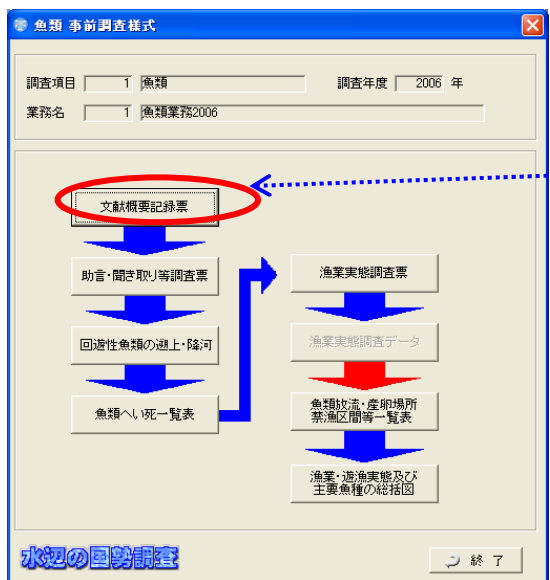 魚類 事前調査様式
調査項目 1 魚類 調査年度 2006 年
業務名 1 魚類業務2006
文献概要記録票
助言・聞き取り等調査票
回遊性魚類の遡上・降河
魚類へい死一覧表
漁業実態調査票
漁業実態調査データ
魚類放流・産卵場所
禁漁区間等一覧表
漁業・遊漁実態及び
主要魚種の総括図
水辺の国勢調査
終 了